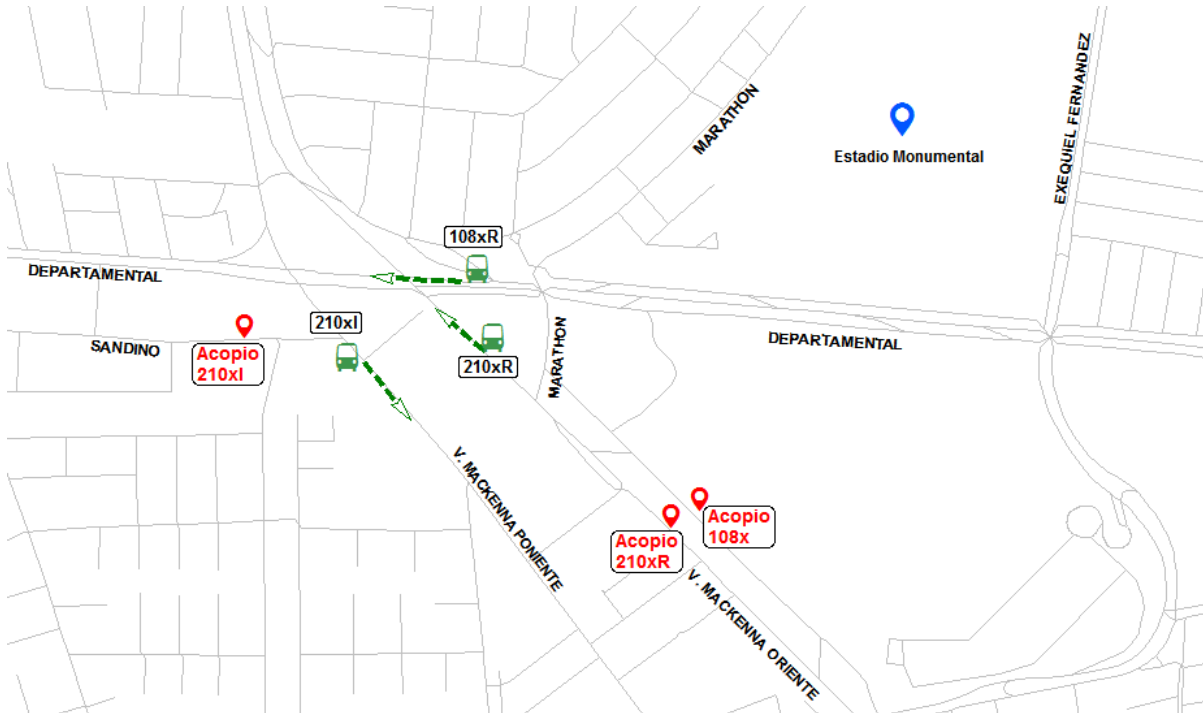 EXEQUIEL FERNANDEZ
MARATHON
Estadio Monumental
108xR
DEPARTAMENTAL
210xI
SANDINO
Acopio
210xI
210xR
MARATHON
DEPARTAMENTAL
V. MACKENNA PONIENTE
Acopio
108x
Acopio
210xR
V. MACKENNA ORIENTE